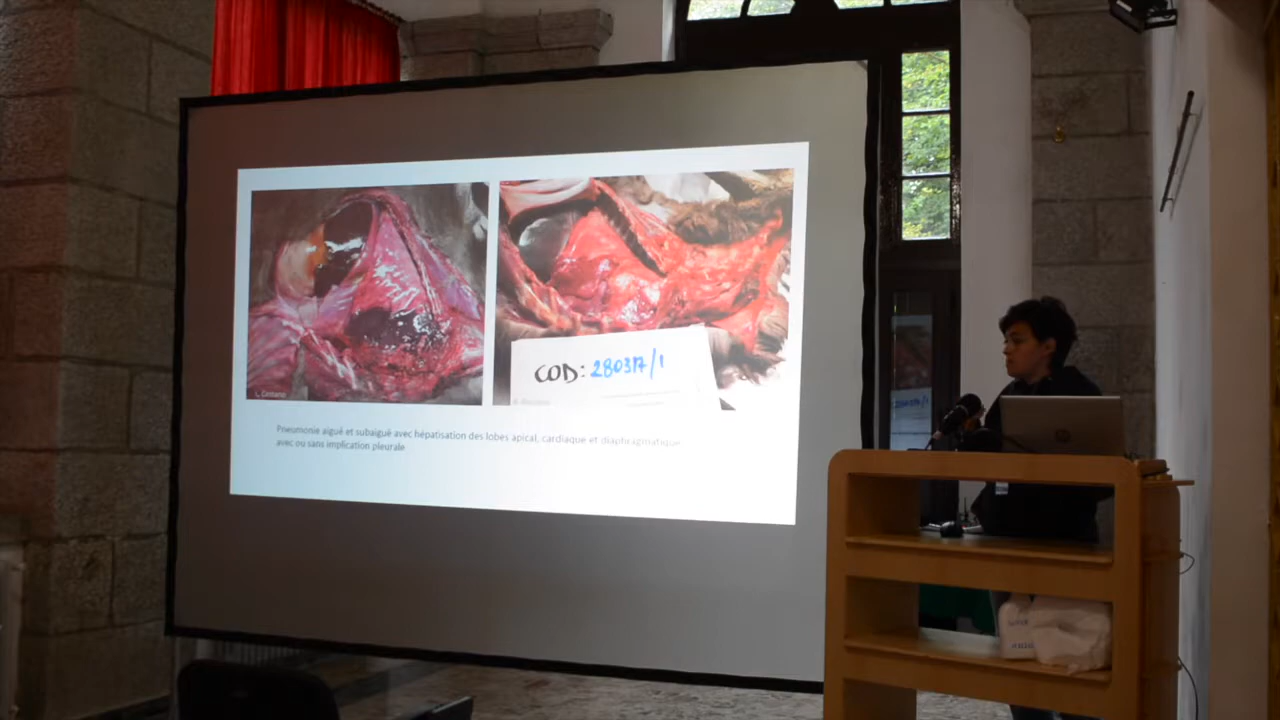 COD: 280317/1
Pneumonie aiguë et subaiguë avec hépatisation des lobes apical, cardiaque et diaphragmatique
avec ou sans implication pleurale